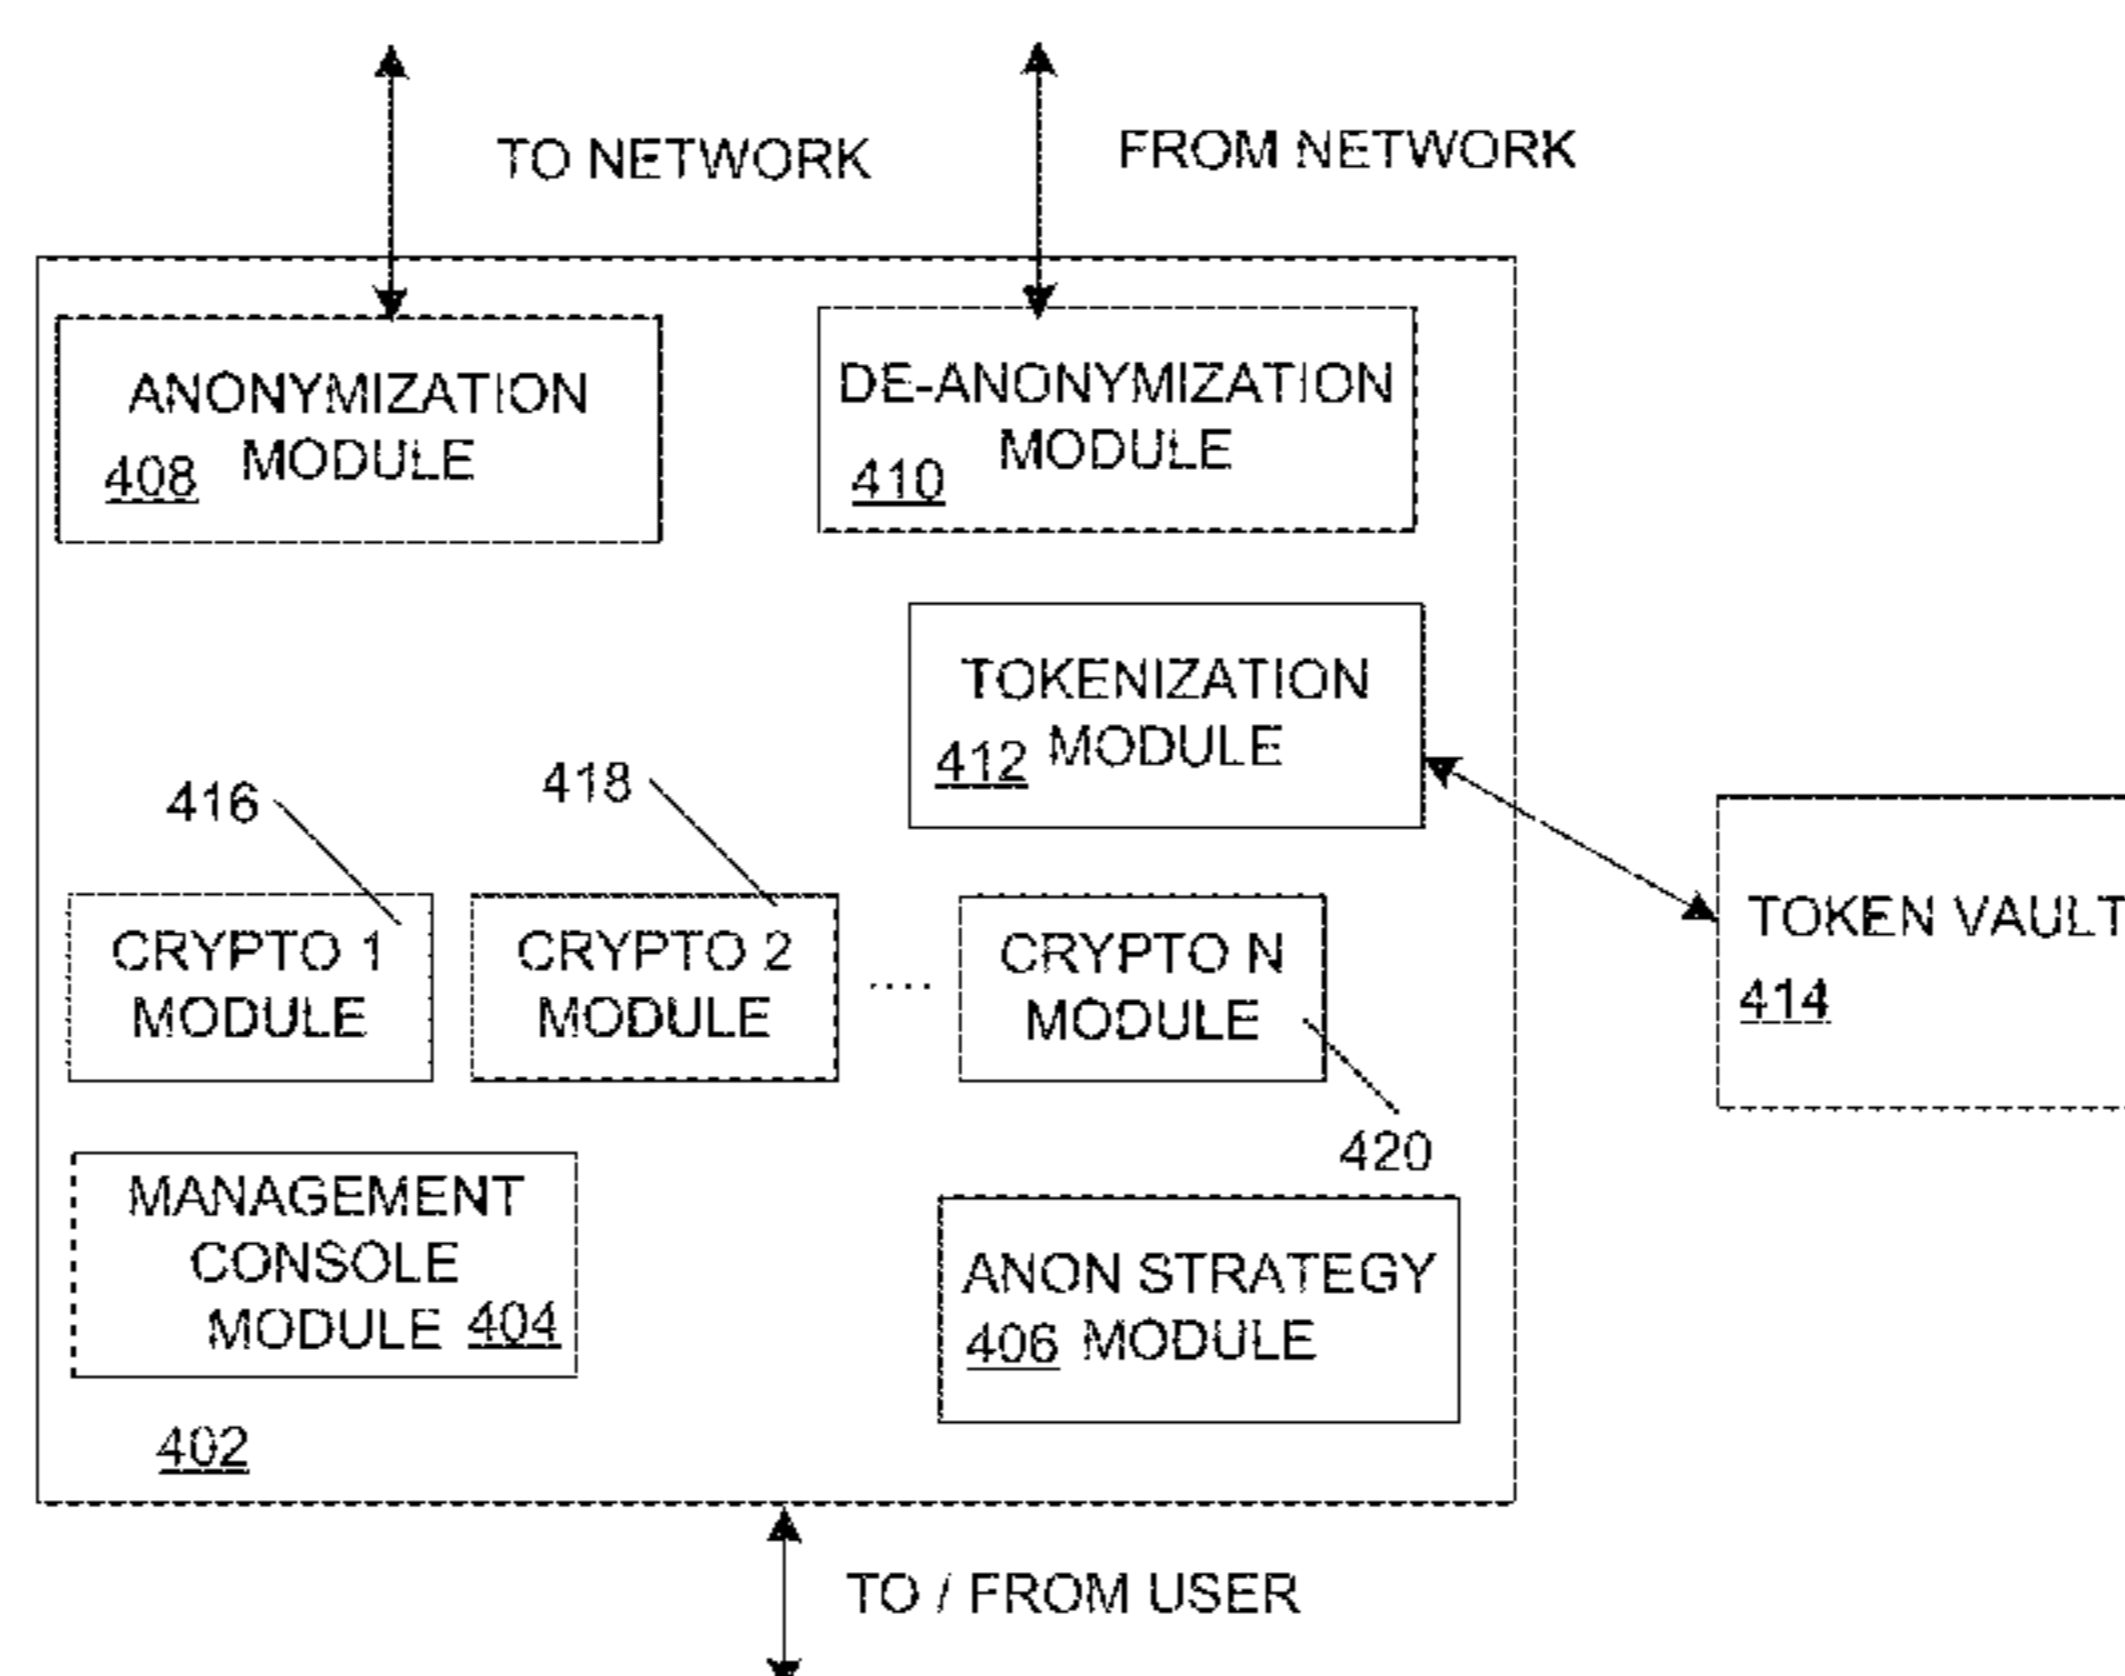 TO NETWORK
FROM NETWORK
ANONYMIZATION
MODULE
408
DE-ANONYMIZATION
MODULE
410
TOKENIZATION
MODULE
412
416
418
CRYPTO 1
MODULE
CRYPTO 2
MODULE
....
CRYPTO N
MODULE
420
TOKEN VAULT
414
MANAGEMENT
CONSOLE
MODULE 404
ANON STRATEGY
406 MODULE
402
TO / FROM USER